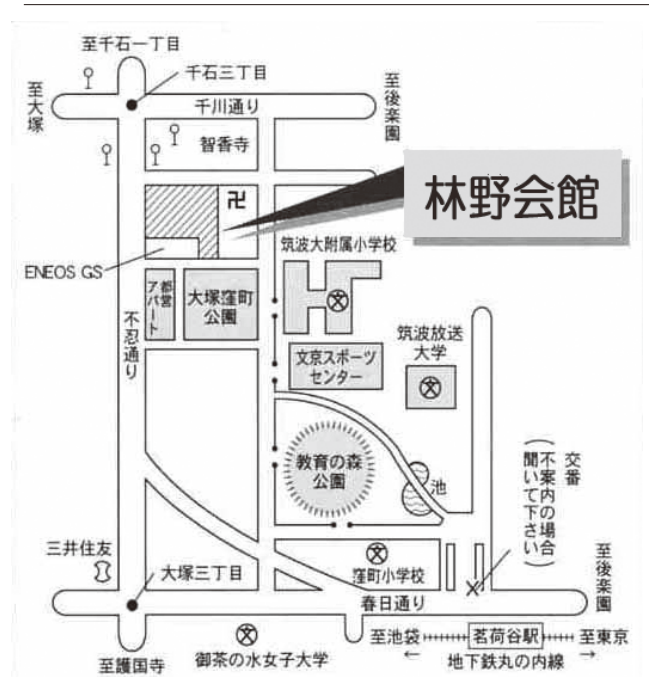 至千石一丁目
千石三丁目
至大塚
千川通り
至後楽園
智香寺
林野会館
卍
筑波大附属小学校
ENEOS GS
都営
アパート
大塚窪町
公園
不忍通り
文京スポーツ
センター
筑波放送
大学
教育の森
公園
池
交番
(不案内の場合
聞いて下さい)
三井住友
大塚三丁目
窪町小学校
春日通り
至後楽園
至護国寺
御茶の水女子大学
至池袋
茗荷谷駅
至東京
地下鉄丸の内線